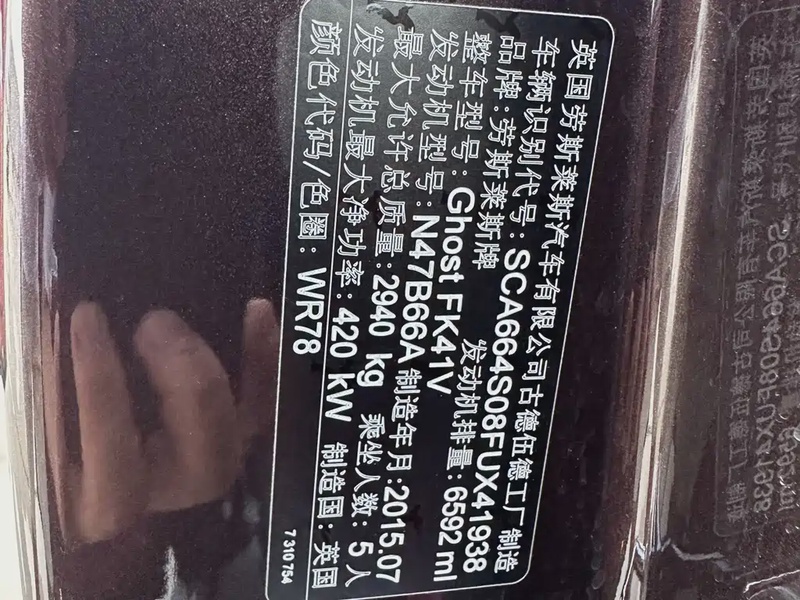 英国劳斯莱斯汽车有限公司古德伍德工厂 制造
车辆识别代号: SCA664S08FUX41938
品牌: 劳斯莱斯牌 发动机排量: 6592 ml
整车型号: Ghost FK41V
发动机型号: N47B66A 制造年月: 2015.07
最大允许总质量: 2940 kg 乘坐人数: 5 人
发动机最大净功率: 420 kW 制造国: 英国
颜色代码/色圈: WR78
7 310 754